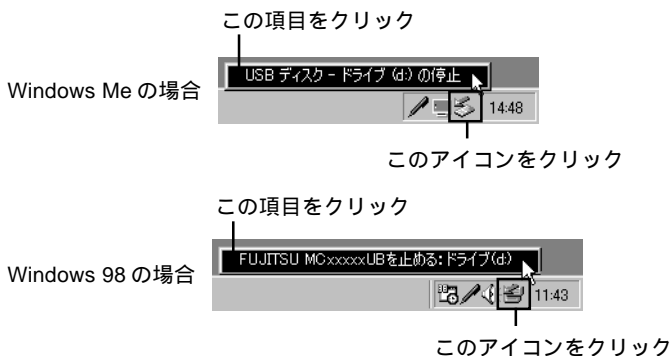 この項目をクリック
USB ディスク - ドライブ (d:) の停止
Windows Me の場合
14:48
このアイコンをクリック
この項目をクリック
FUJITSU MCxxxxxUBを止める: ドライブ(d:)
Windows 98 の場合
11:43
このアイコンをクリック